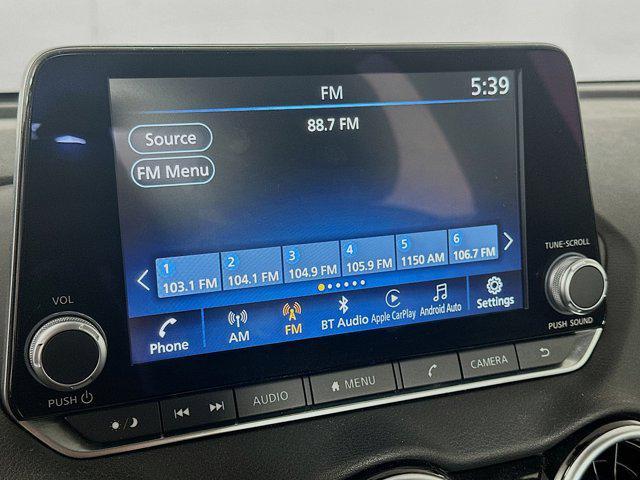 FM
5:39
88.7 FM
Source
FM Menu
1 2 3 4 5 6
103.1 FM 104.1 FM 104.9 FM 105.9 FM 1150 AM 106.7 FM
Phone AM FM BT Audio Apple CarPlay Android Auto Settings
VOL
PUSH
TUNE-SCROLL
PUSH SOUND
AUDIO MENU CAMERA